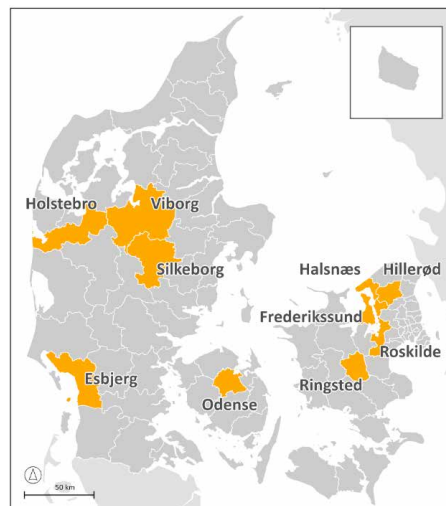 Holstebro
Viborg
Silkeborg
Halsnæs
Hillerød
Frederikssund
Roskilde
Esbjerg
Ringsted
Odense
50 km